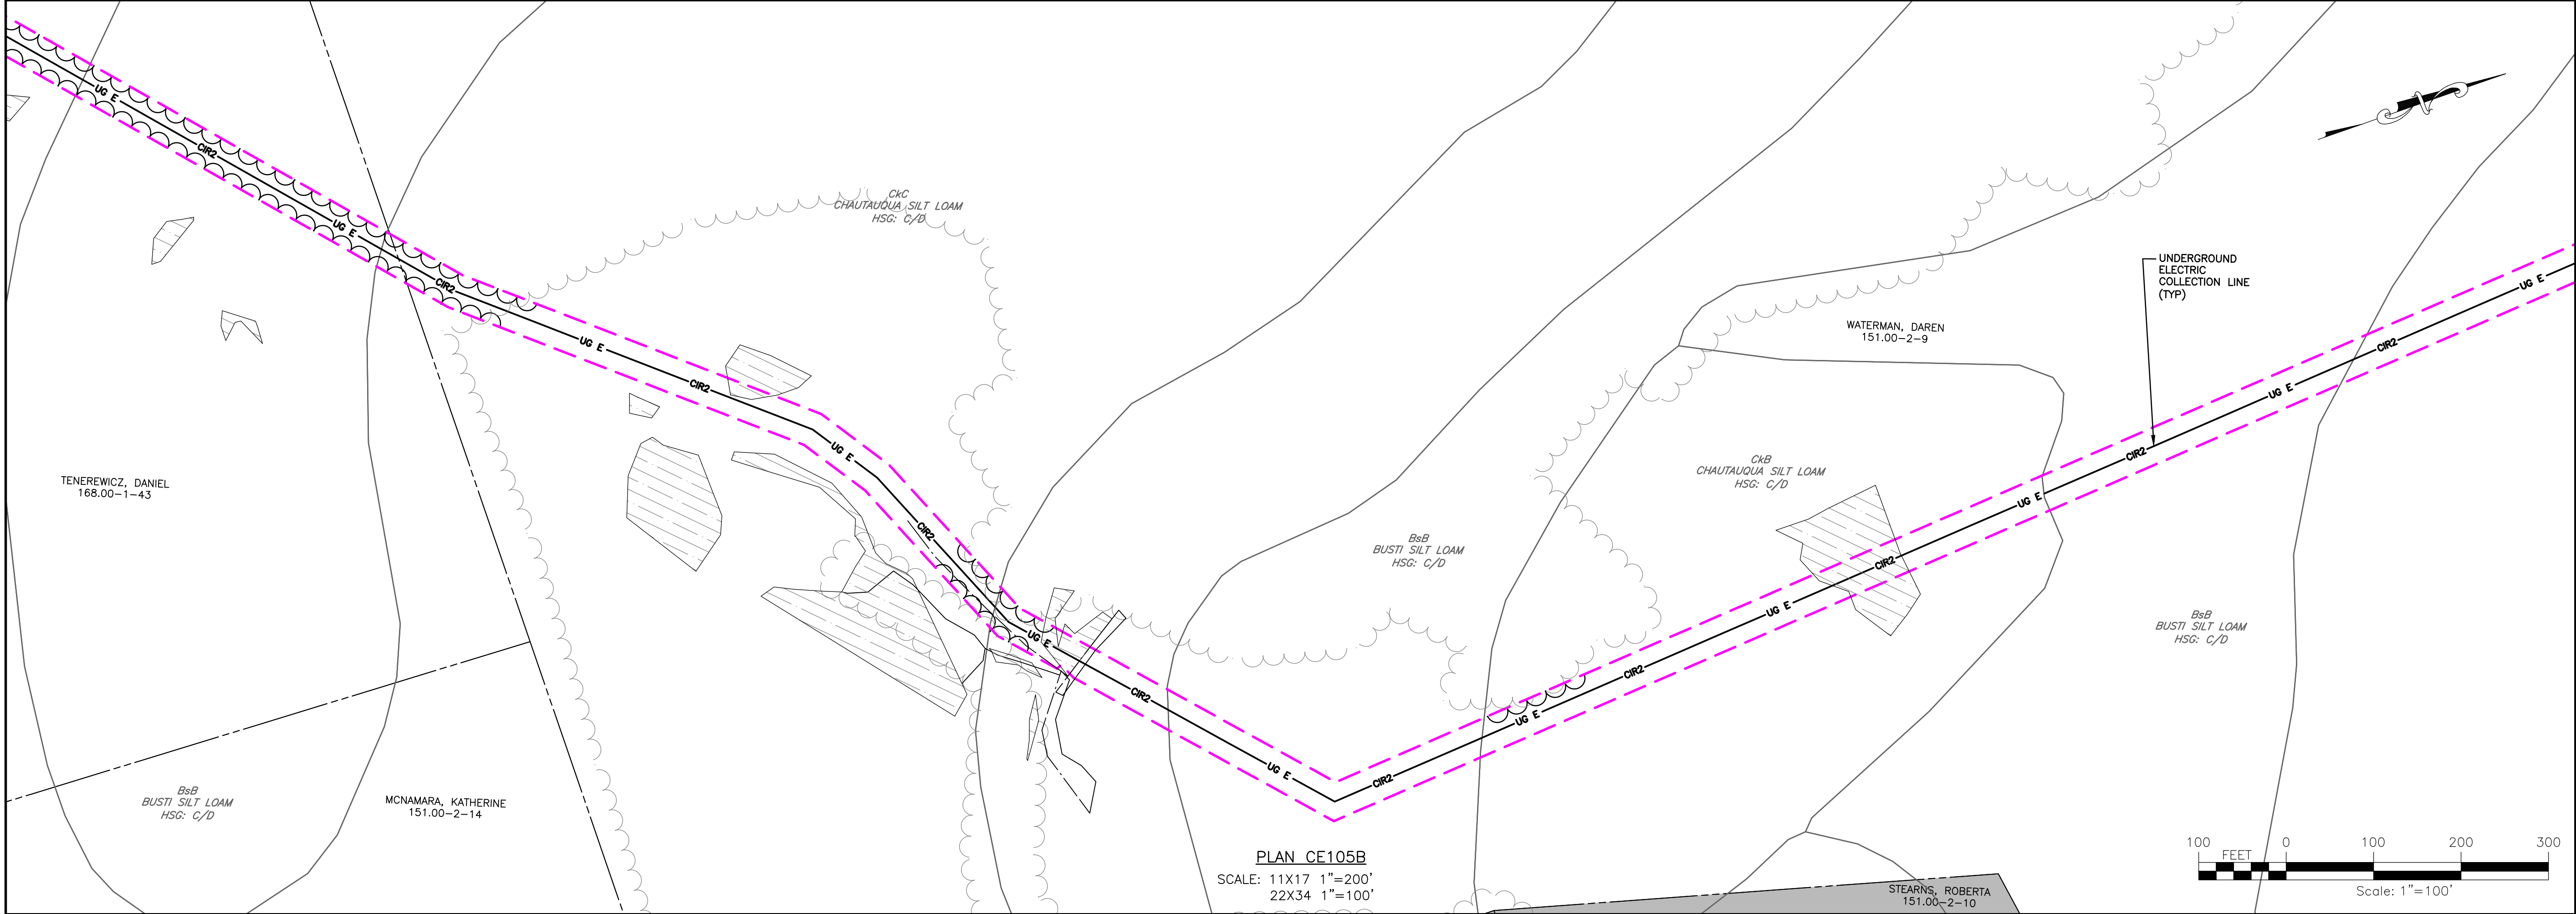 UG E
CIR2
UG E
CIR2
UG E
CIR2
UG E
CIR2
UG E
CIR2
UG E
CIR2
UG E
CIR2
UG E
CIR2
UG E
CIR2
UG E
CIR2
UG E
CkC
CHAUTAUQUA SILT LOAM
HSG: C/D
N
UNDERGROUND
ELECTRIC
COLLECTION LINE
(TYP)
WATERMAN, DAREN
151.00-2-9
TENEREWICZ, DANIEL
168.00-1-43
CkB
CHAUTAUQUA SILT LOAM
HSG: C/D
BsB
BUSTI SILT LOAM
HSG: C/D
BsB
BUSTI SILT LOAM
HSG: C/D
BsB
BUSTI SILT LOAM
HSG: C/D
MCNAMARA, KATHERINE
151.00-2-14
PLAN CE105B
SCALE: 11X17 1"=200'
22X34 1"=100'
STEARNS, ROBERTA
151.00-2-10
100 0 100 200 300
FEET
Scale: 1"=100'